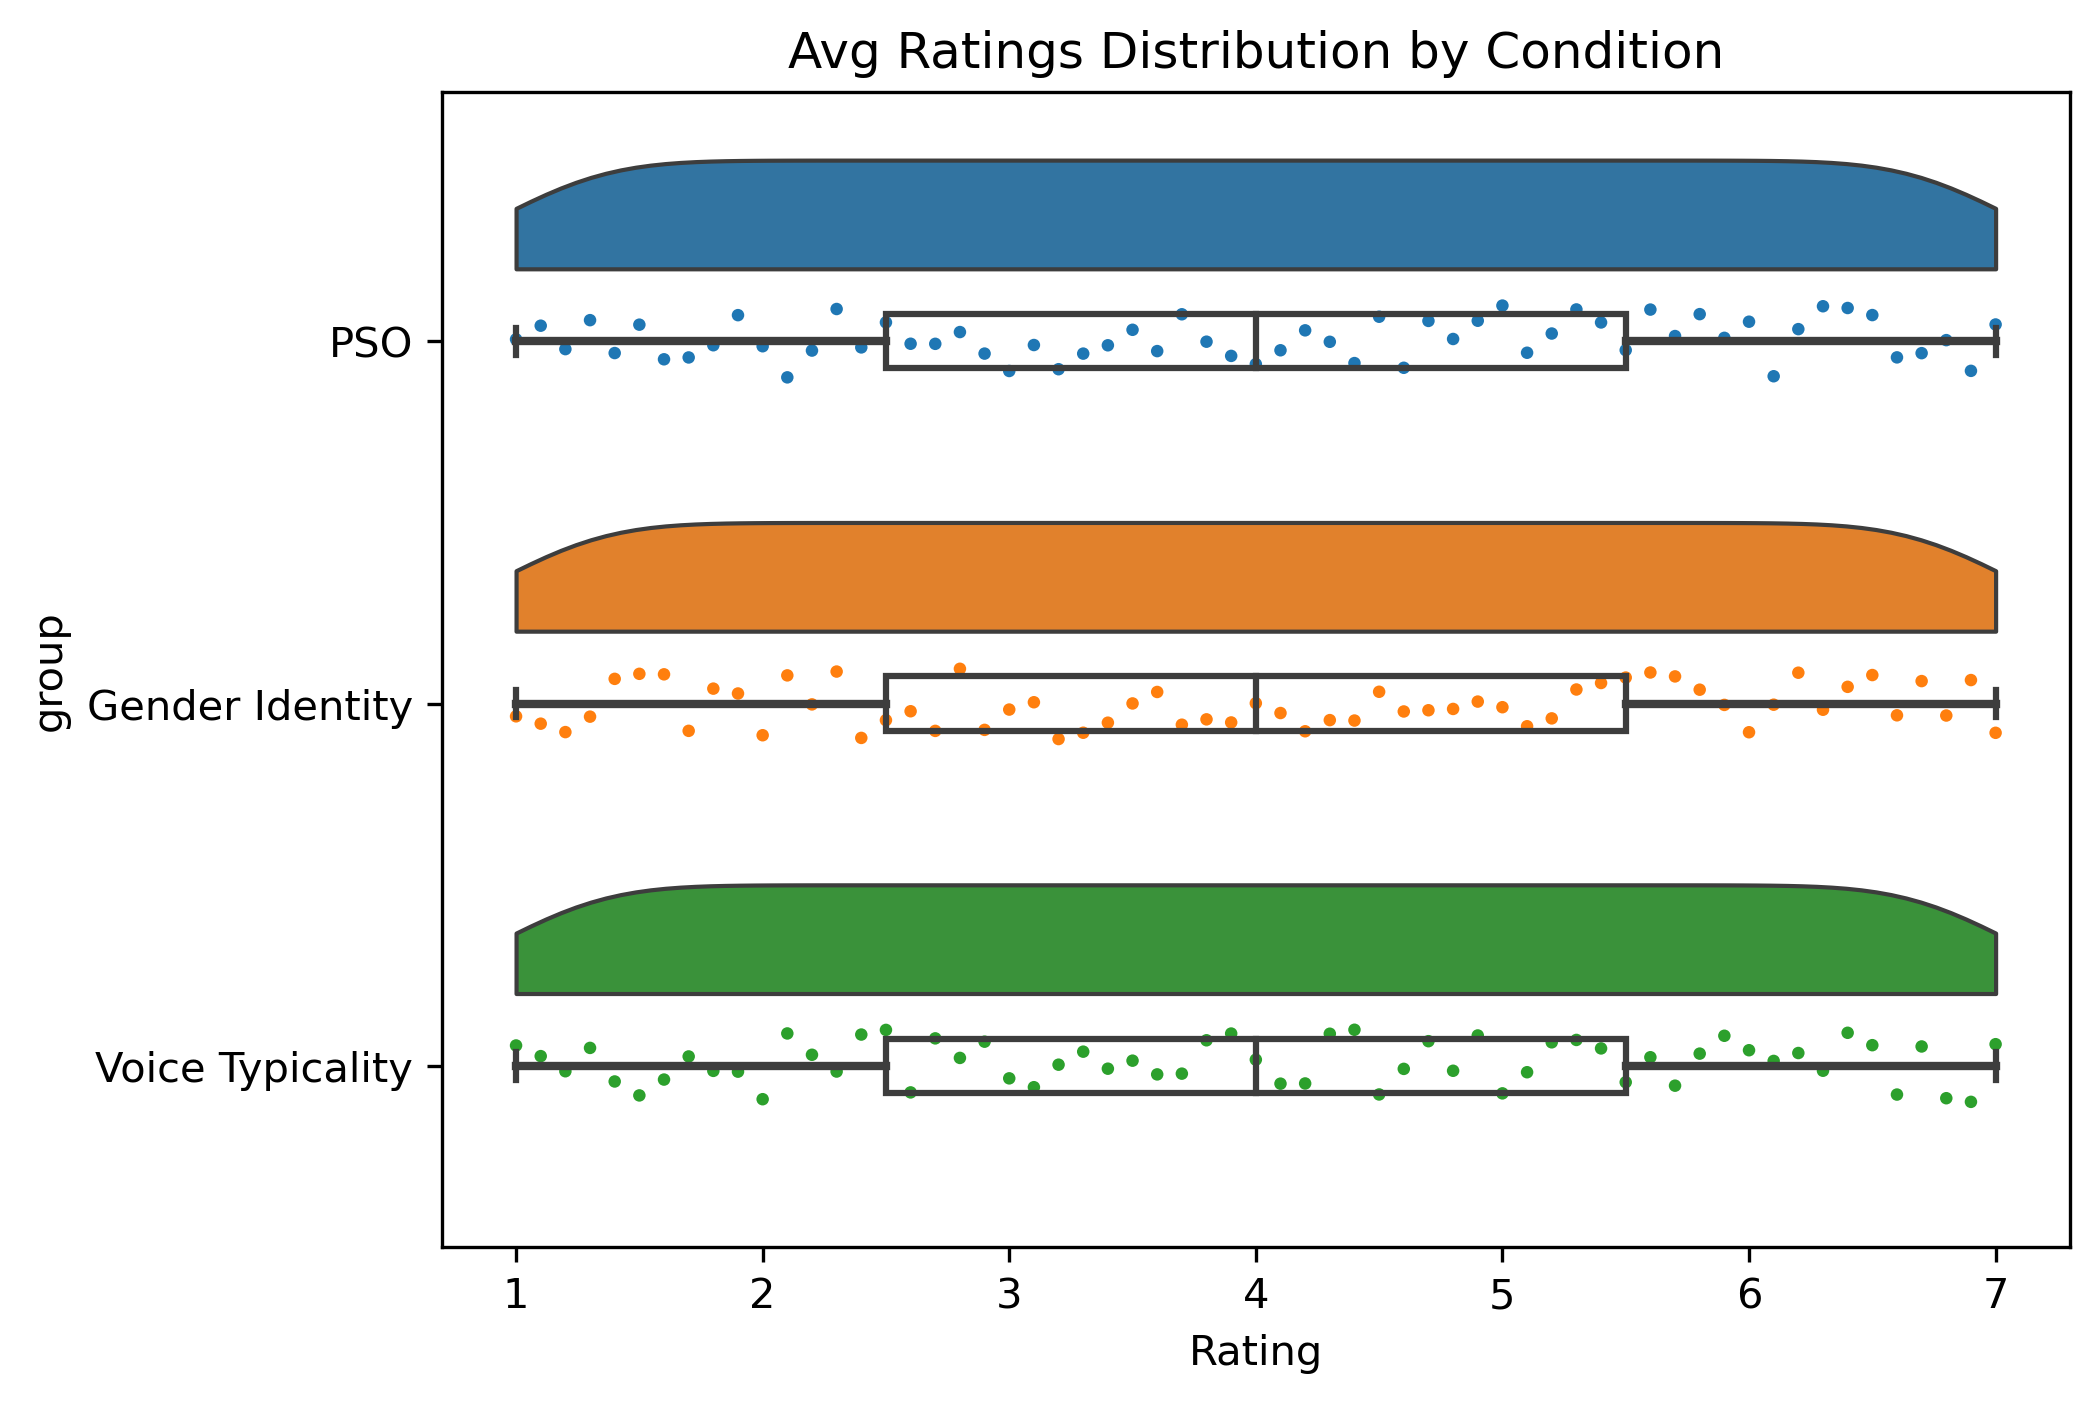 Avg Ratings Distribution by Condition
group
PSO
Gender Identity
Voice Typicality
1 2 3 4 5 6 7
Rating